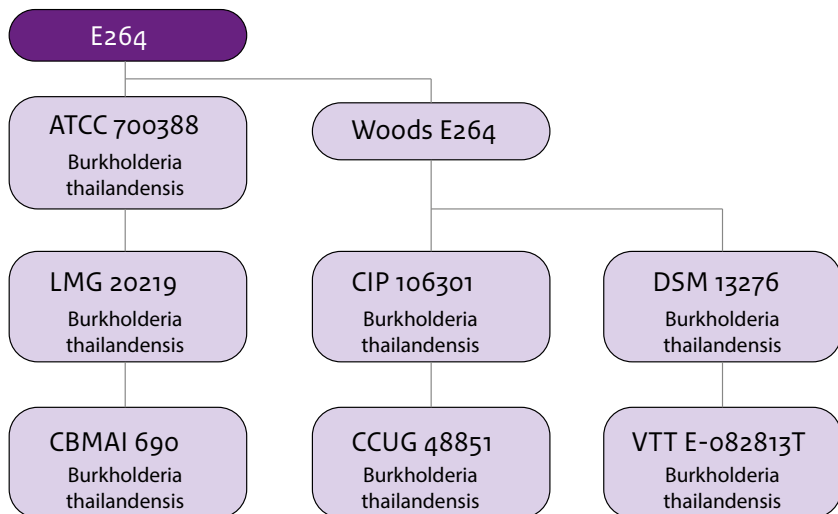 E264
ATCC 700388
Burkholderia
thailandensis
Woods E264
LMG 20219
Burkholderia
thailandensis
CIP 106301
Burkholderia
thailandensis
DSM 13276
Burkholderia
thailandensis
CBMAI 690
Burkholderia
thailandensis
CCUG 48851
Burkholderia
thailandensis
VTT E-082813T
Burkholderia
thailandensis